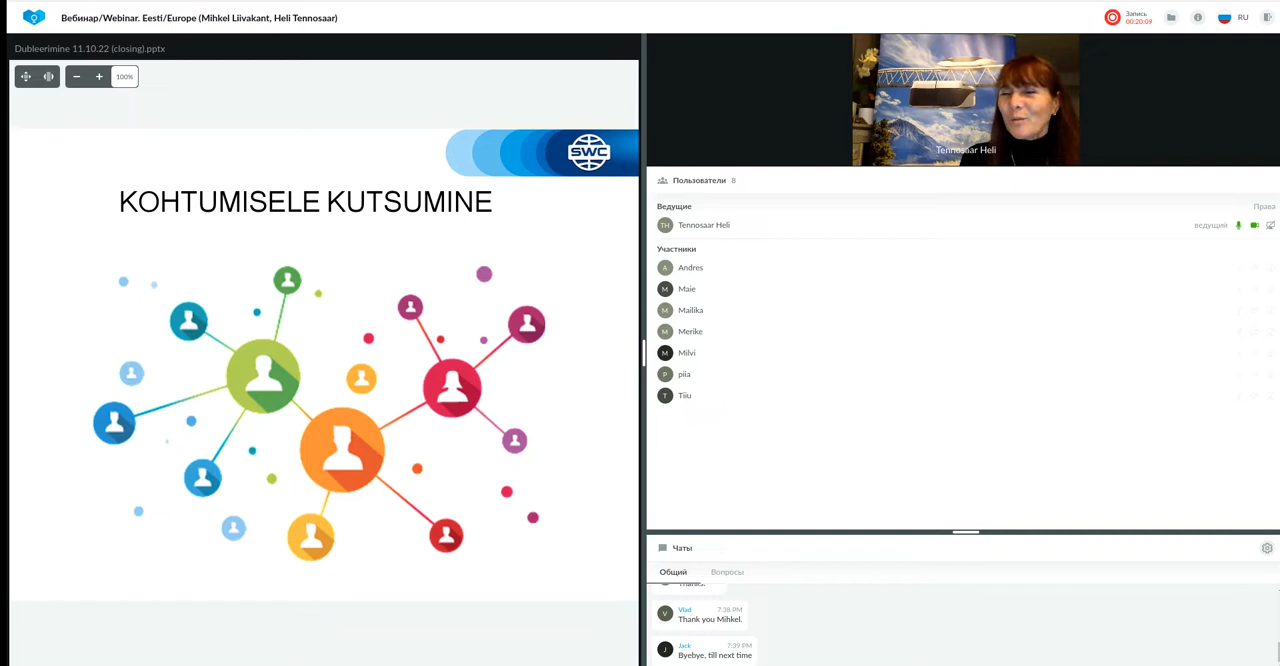 Вебинар/Webinar. Eesti/Europe (Mihkel Liivakant, Heli Tennosaar)
Запись
00:20:09
RU
Dubleerimine 11.10.22 (closing).pptx
100%
SWC
KOHTUMISELE KUTSUMINE
Tennosaar Heli
Пользователи 8
Ведущие
Права
TH Tennosaar Heli
ведущий
Участники
A Andres
M Maie
M Mailika
M Merike
M Milvi
P piia
T Tiiu
Чаты
Общий
Вопросы
Thanks.
V Vlad 7:38 PM
Thank you Mihkel.
J Jack 7:39 PM
Byebye, till next time